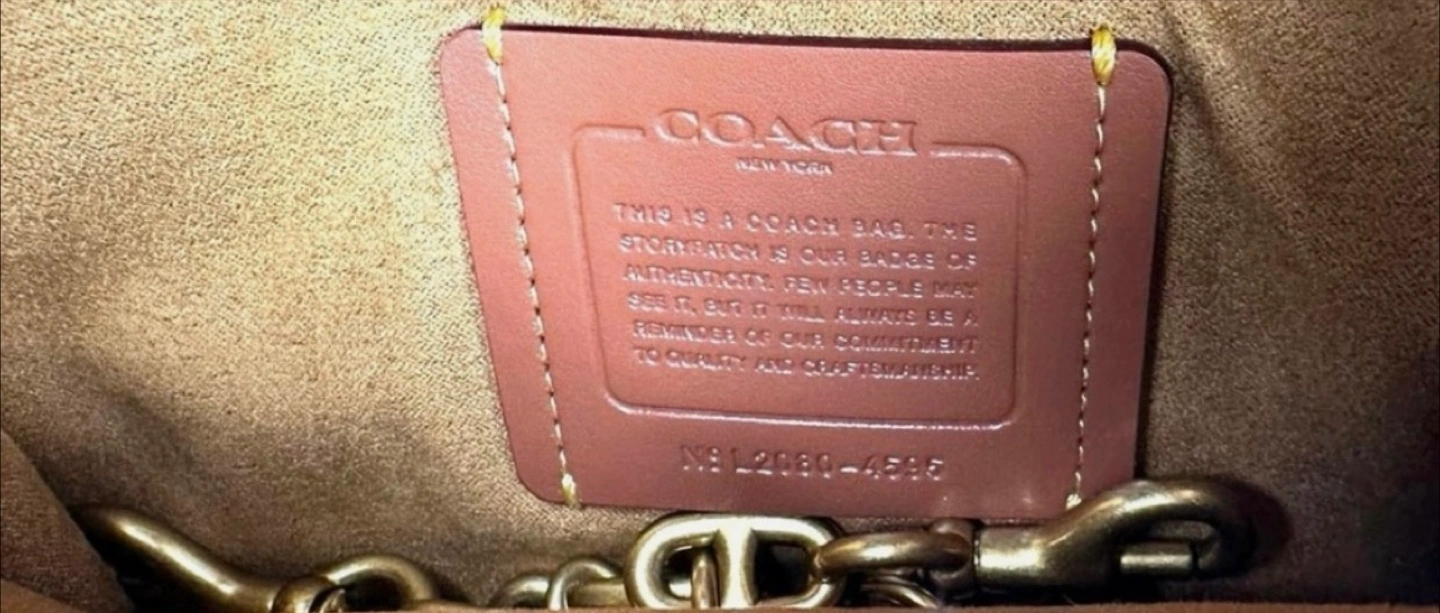 COACH
NEW YORK
THIS IS A COACH BAG. THE
STORYPATCH IS OUR BADGE OF
AUTHENTICITY. FEW PEOPLE MAY
SEE IT, BUT IT WILL ALWAYS BE A
REMINDER OF OUR COMMITMENT
TO QUALITY AND CRAFTSMANSHIP.
Nº L2080-4595